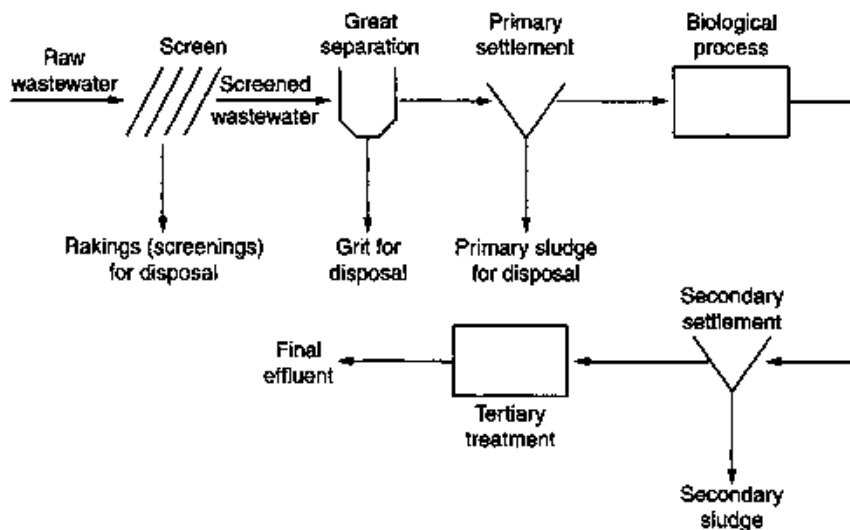 Raw
wastewater
Screen
Screened
wastewater
Great
separation
Primary
settlement
Biological
process
Rakings (screenings)
for disposal
Grit for
disposal
Primary sludge
for disposal
Secondary
settlement
Final
effluent
Tertiary
treatment
Secondary
sludge